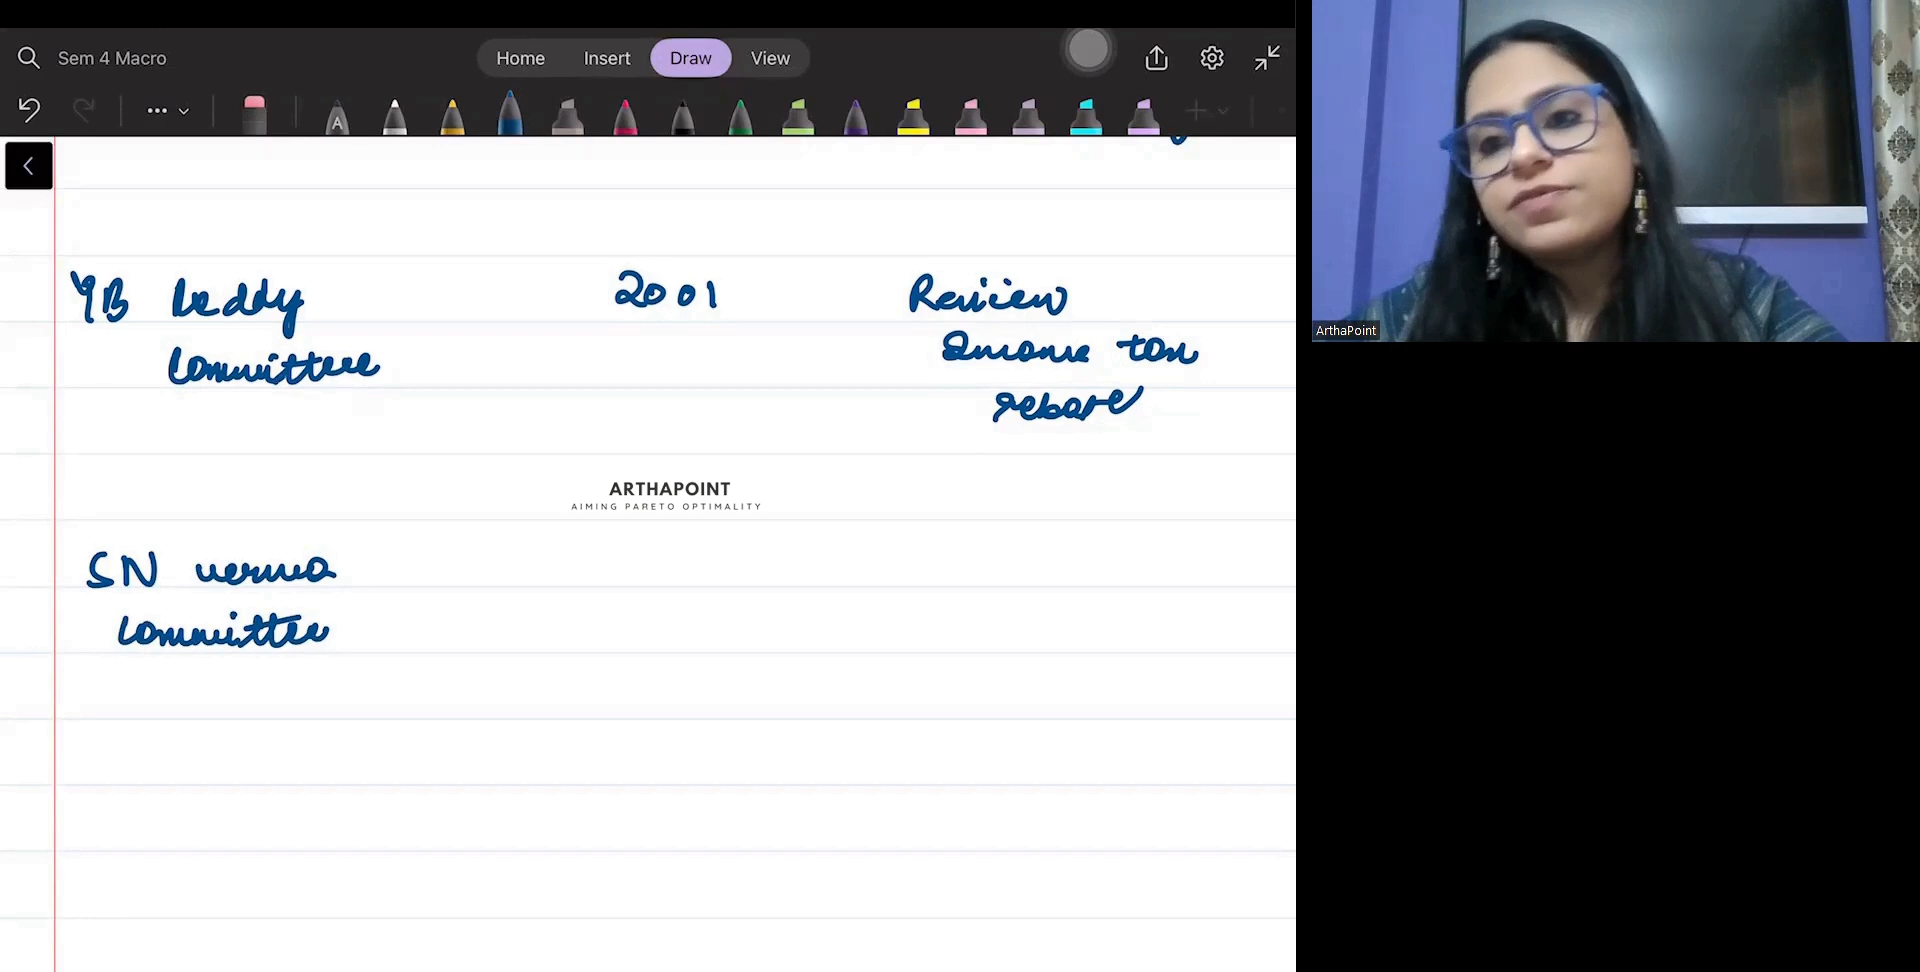 Sem 4 Macro
Home Insert Draw View
A
YB Reddy 2001 Review
Committee Income tax
rebate
ARTHAPOINT
AIMING PARETO OPTIMALITY
SN verma
Committee
ArthaPoint